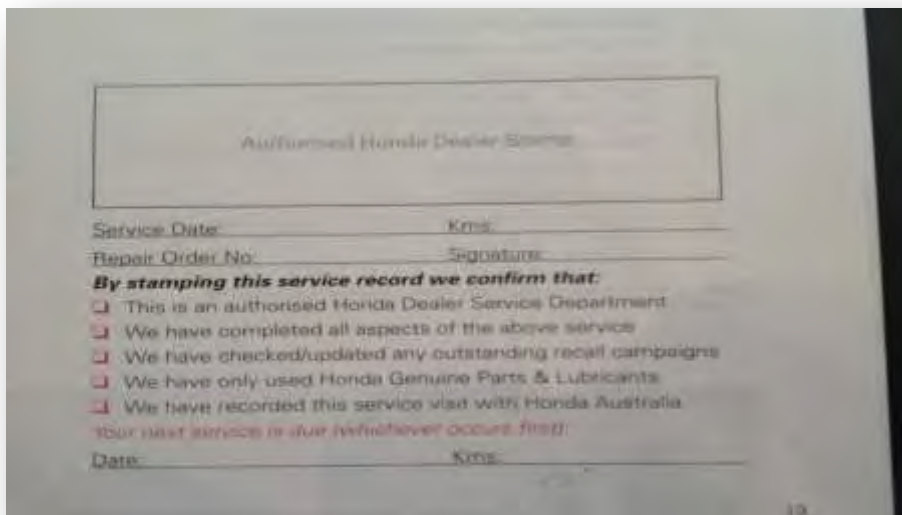 Authorised Honda Dealer Stamp
Service Date: Kms:
Repair Order No: Signature:
By stamping this service record we confirm that:
This is an authorised Honda Dealer Service Department
We have completed all aspects of the above service
We have checked/updated any outstanding recall campaigns
We have only used Honda Genuine Parts & Lubricants
We have recorded this service visit with Honda Australia
Your next service is due (whichever occurs first):
Date: Kms: